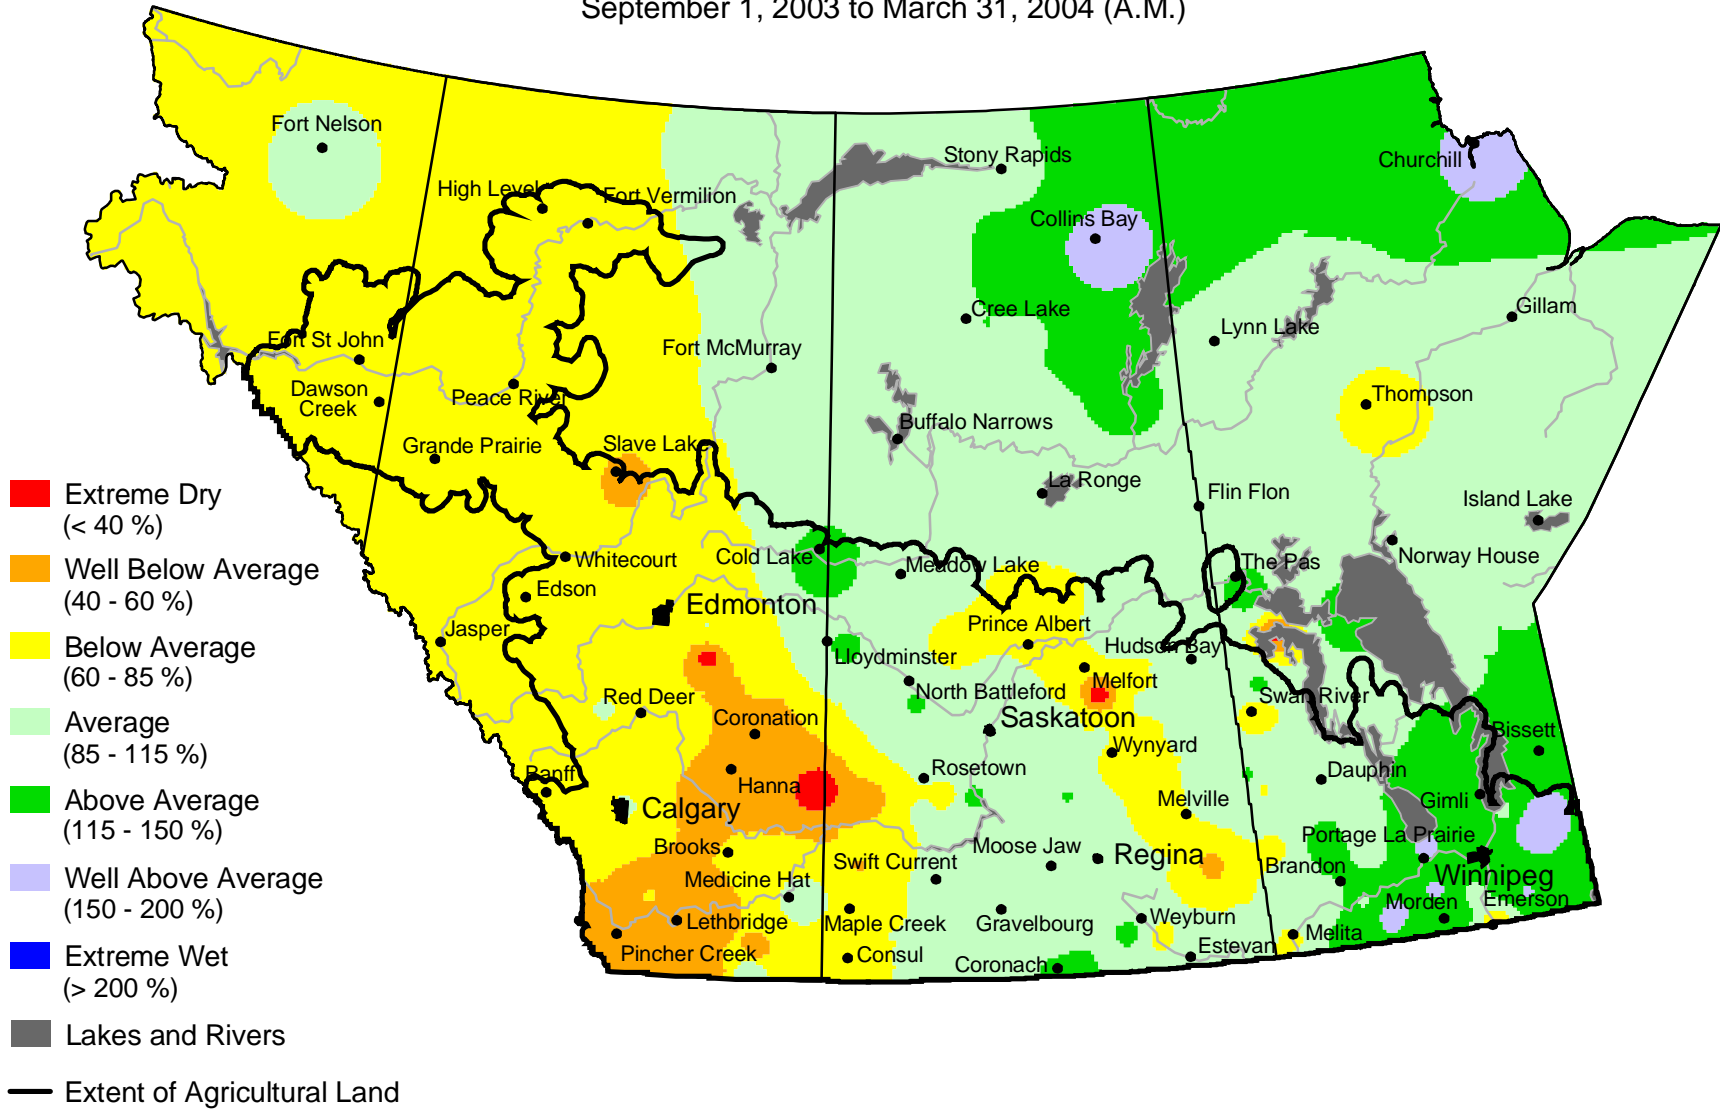 September 1, 2003 to March 31, 2004 (A.M.)
Fort Nelson
Churchill
Stony Rapids
High Level
Fort Vermilion
Collins Bay
Cree Lake
Gillam
Lynn Lake
Fort St John
Fort McMurray
Dawson
Creek
Peace River
Thompson
Buffalo Narrows
Grande Prairie
Slave Lake
La Ronge
Flin Flon
Island Lake
Whitecourt
Cold Lake
Meadow Lake
The Pas
Norway House
Edson
Edmonton
Jasper
Prince Albert
Hudson Bay
Lloydminster
Melfort
North Battleford
Swan River
Red Deer
Coronation
Saskatoon
Bissett
Wynyard
Banff
Hanna
Rosetown
Dauphin
Calgary
Melville
Gimli
Brooks
Swift Current
Moose Jaw
Regina
Portage La Prairie
Brandon
Winnipeg
Medicine Hat
Morden
Emerson
Lethbridge
Maple Creek
Gravelbourg
Weyburn
Melita
Pincher Creek
Consul
Coronach
Estevan
Extreme Dry
(< 40 %)
Well Below Average
(40 - 60 %)
Below Average
(60 - 85 %)
Average
(85 - 115 %)
Above Average
(115 - 150 %)
Well Above Average
(150 - 200 %)
Extreme Wet
(> 200 %)
Lakes and Rivers
Extent of Agricultural Land